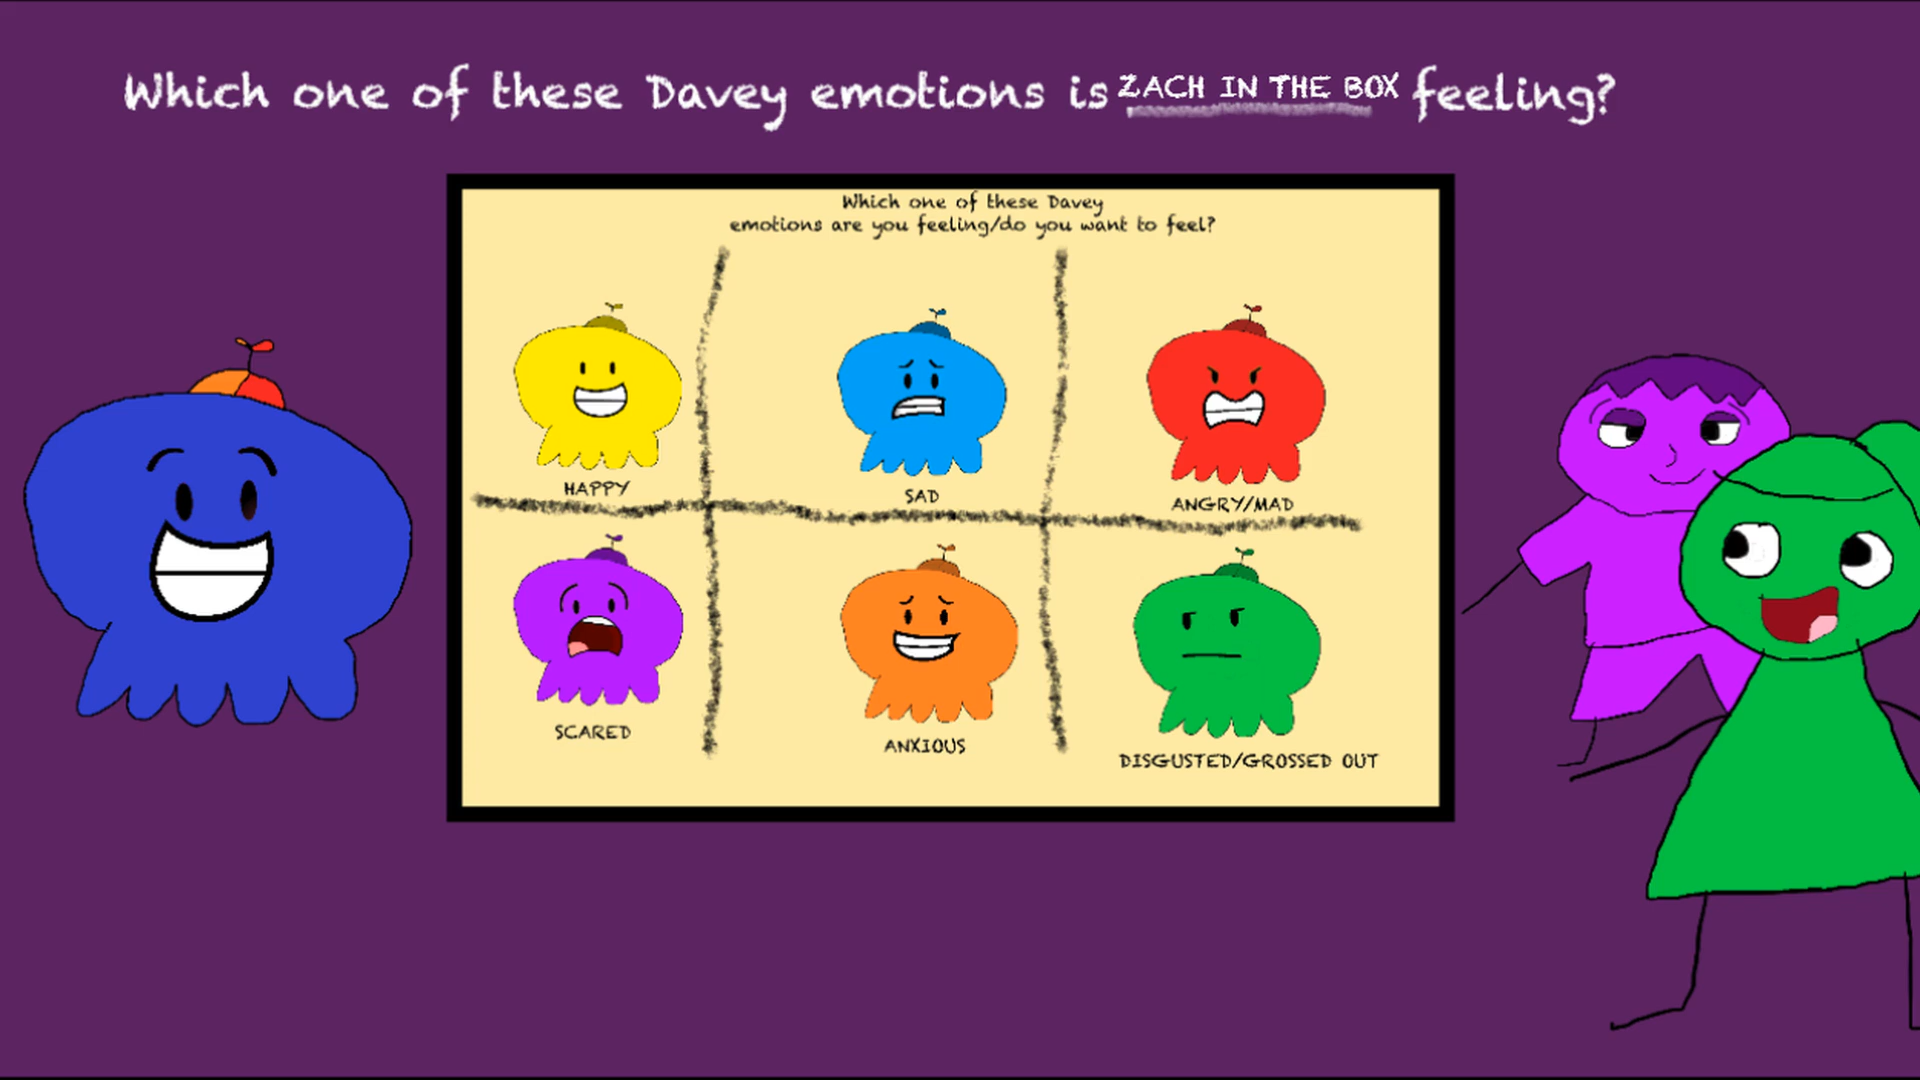 Which one of these Davey emotions is ZACH IN THE BOX feeling?
Which one of these Davey
emotions are you feeling/do you want to feel?
HAPPY
SAD
ANGRY/MAD
SCARED
ANXIOUS
DISGUSTED/GROSSED OUT